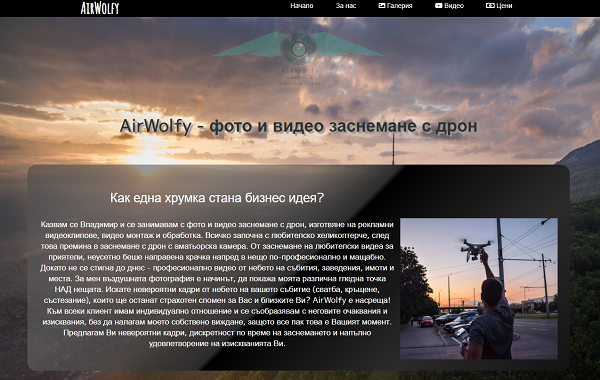 AirWolfy
Начало За нас Галерия Видео Цени
AirWolfy - фото и видео заснемане с дрон
Как една хрумка стана бизнес идея?
Казвам се Владимир и се занимавам с фото и видео заснемане с дрон, изготвяне на рекламни
видеоклипове, видео монтаж и обработка. Всичко започна с любителско хеликоптерче, след
това премина в заснемане с дрон с аматьорска камера. От заснемане на любителски видеа за
приятели, неусетно беше направена крачка напред в нещо по-професионално и мащабно.
Докато не се стигна до днес - професионално видео от небето на събития, заведения, имоти и
места. За мен въздушната фотография е начинът, да покажа моята различна гледна точка
НАД нещата. Искате невероятни кадри от небето на вашето събитие (сватба, кръщене,
състезание), които ще останат страхотен спомен за Вас и близките Ви? AirWolfy е насреща!
Към всеки клиент имам индивидуално отношение и се съобразявам с неговите очаквания и
изисквания, без да налагам моето собствено виждане, защото все пак това е Вашият момент.
Предлагам Ви невероятни кадри, дискретност по време на заснемането и напълно
удовлетворение на изискванията Ви.